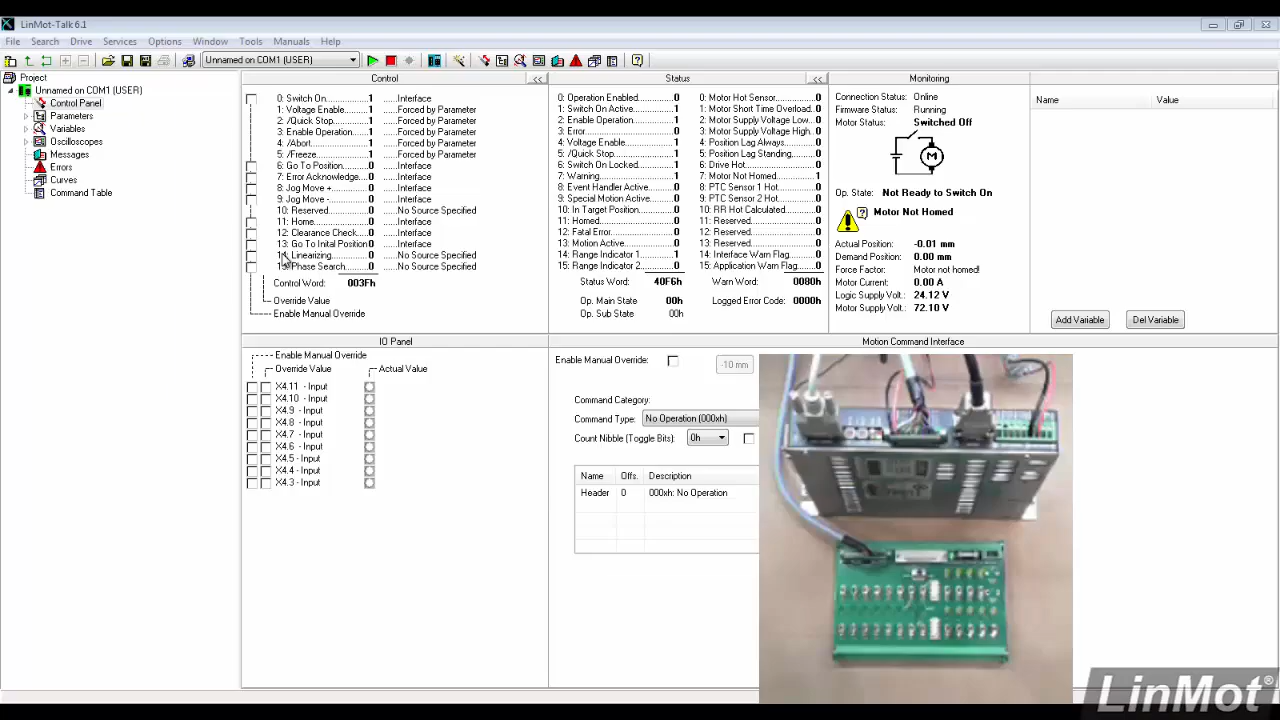 LinMot-Talk 6.1
File Search Drive Services Options Window Tools Manuals Help
Unnamed on COM1 (USER)
Project
Unnamed on COM1 (USER)
Control Panel
Parameters
Variables
Oscilloscopes
Messages
Errors
Curves
Command Table
Control <<
0: Switch On 1 Interface
1: Voltage Enable 1 Forced by Parameter
2: /Quick Stop 1 Forced by Parameter
3: Enable Operation 1 Forced by Parameter
4: /Abort 1 Forced by Parameter
5: /Freeze 1 Forced by Parameter
6: Go To Position 0 Interface
7: Error Acknowledge 0 Interface
8: Jog Move + 0 Interface
9: Jog Move - 0 Interface
10: Reserved 0 No Source Specified
11: Home 0 Interface
12: Clearance Check 0 Interface
13: Go To Inital Position 0 Interface
Linearizing 0 No Source Specified
Phase Search 0 No Source Specified
Control Word: 003Fh
Override Value
Enable Manual Override
Status <<
0: Operation Enabled 0
1: Switch On Active 1
2: Enable Operation 1
3: Error 0
4: Voltage Enable 1
5: /Quick Stop 1
6: Switch On Locked 1
7: Warning 1
8: Event Handler Active 0
9: Special Motion Active 0
10: In Target Position 0
11: Homed 0
12: Fatal Error 0
13: Motion Active 0
14: Range Indicator 1 1
15: Range Indicator 2 0
Status Word: 40F6h
Op. Main State 00h
Op. Sub State 00h
0: Motor Hot Sensor 0
1: Motor Short Time Overload 0
2: Motor Supply Voltage Low 0
3: Motor Supply Voltage High 0
4: Position Lag Always 0
5: Position Lag Standing 0
6: Drive Hot 0
7: Motor Not Homed 1
8: PTC Sensor 1 Hot 0
9: PTC Sensor 2 Hot 0
10: RR Hot Calculated 0
11: Reserved 0
12: Reserved 0
13: Reserved 0
14: Interface Warn Flag 0
15: Application Warn Flag 0
Warn Word: 0080h
Logged Error Code: 0000h
Monitoring
Connection Status: Online
Firmware Status: Running
Motor Status: Switched Off
M
Op. State: Not Ready to Switch On
Motor Not Homed
Actual Position: -0.01 mm
Demand Position: 0.00 mm
Force Factor: Motor not homed!
Motor Current: 0.00 A
Logic Supply Volt.: 24.12 V
Motor Supply Volt.: 72.10 V
Name Value
Add Variable Del Variable
IO Panel
Enable Manual Override
Override Value Actual Value
X4.11 - Input
X4.10 - Input
X4.9 - Input
X4.8 - Input
X4.7 - Input
X4.6 - Input
X4.5 - Input
X4.4 - Input
X4.3 - Input
Motion Command Interface
Enable Manual Override: -10 mm
Command Category:
Command Type: No Operation (000xh)
Count Nibble (Toggle Bits): 0h
Name Offs. Description
Header 0 000xh: No Operation
LinMot®